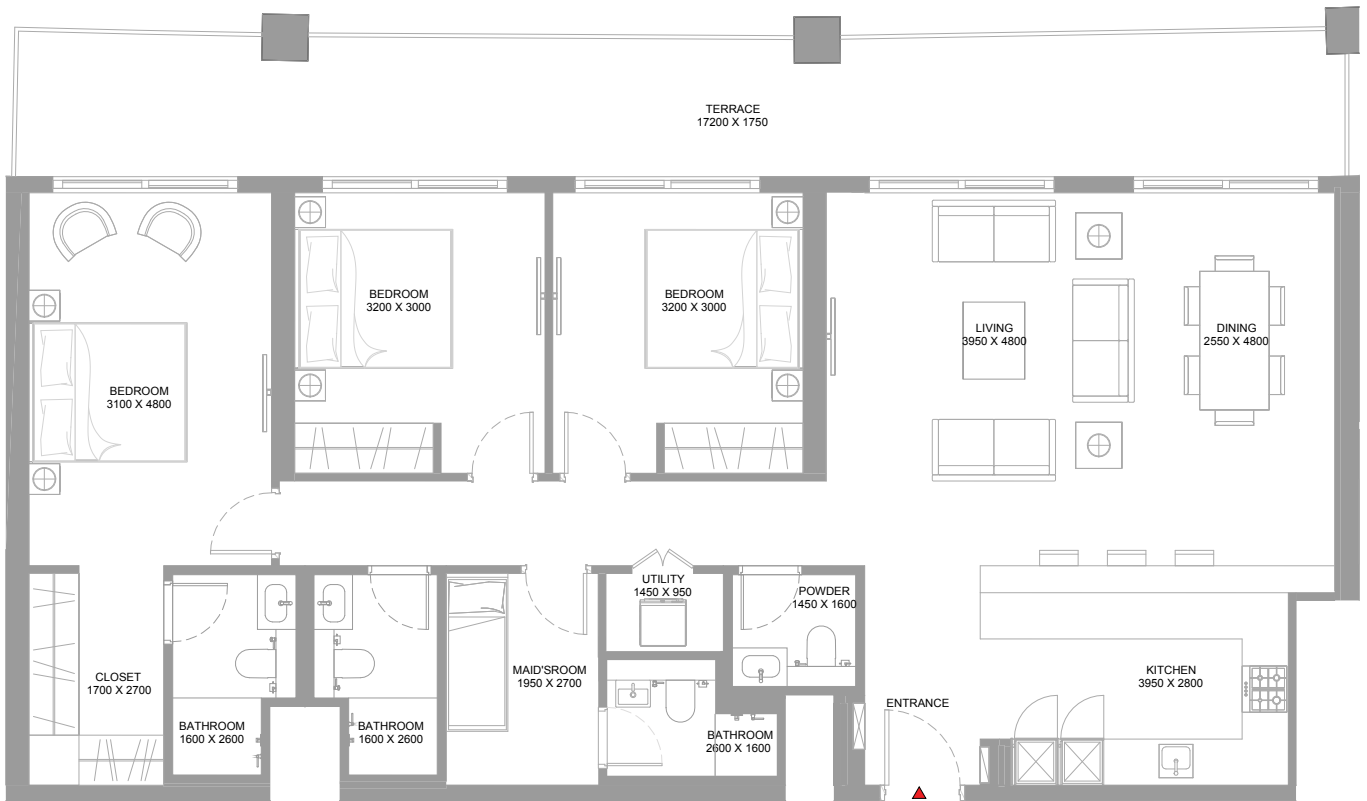 TERRACE
17200 X 1750
BEDROOM
3200 X 3000
BEDROOM
3200 X 3000
LIVING
3950 X 4800
DINING
2550 X 4800
BEDROOM
3100 X 4800
UTILITY
1450 X 950
POWDER
1450 X 1600
CLOSET
1700 X 2700
MAID'SROOM
1950 X 2700
KITCHEN
3950 X 2800
ENTRANCE
BATHROOM
1600 X 2600
BATHROOM
1600 X 2600
BATHROOM
2600 X 1600